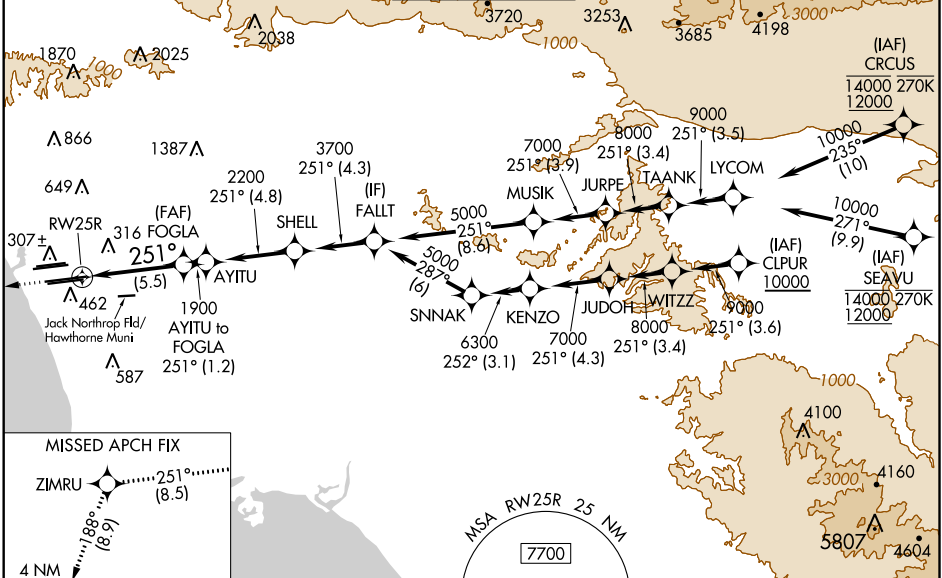 3720
3253
3685
4198
3000
2038
1000
1870
1000
2025
(IAF)
CRCUS
14000 270K
12000
10000
235°
(10)
866
1387
649
9000
251° (3.5)
8000
251° (3.4)
7000
251° (3.9)
3700
251° (4.3)
2200
251° (4.8)
LYCOM
TAANK
JURPE
MUSIK
(IF)
FALLT
SHELL
(FAF)
FOGLA
RW25R
307 ±
316
251°
(5.5)
AYITU
5000
251°
(8.6)
10000
271°
(9.9)
(IAF)
SEAVU
14000 270K
12000
(IAF)
CLPUR
10000
5000
287°
(6)
462
1900
AYITU to
FOGLA
251° (1.2)
Jack Northrop Fld/
Hawthorne Muni
587
SNNAK
KENZO
JUDOH
WITZZ
6300
252° (3.1)
7000
251° (4.3)
8000
251° (3.4)
9000
251° (3.6)
1000
4100
4160
3000
5807
4604
MISSED APCH FIX
ZIMRU
251°
(8.5)
188°
(8.9)
4 NM
MSA RW25R 25 NM
7700